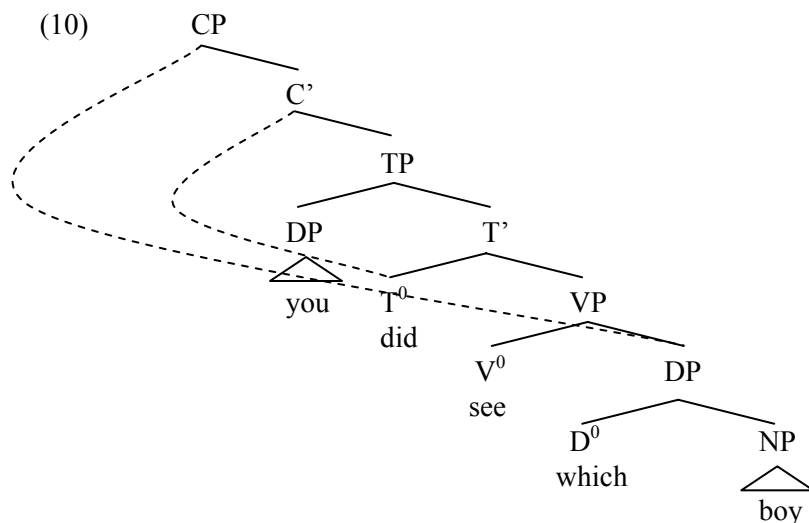 (10) CP
C’
TP
DP T’
you T⁰ VP
did
V⁰ DP
see
D⁰ NP
which
boy